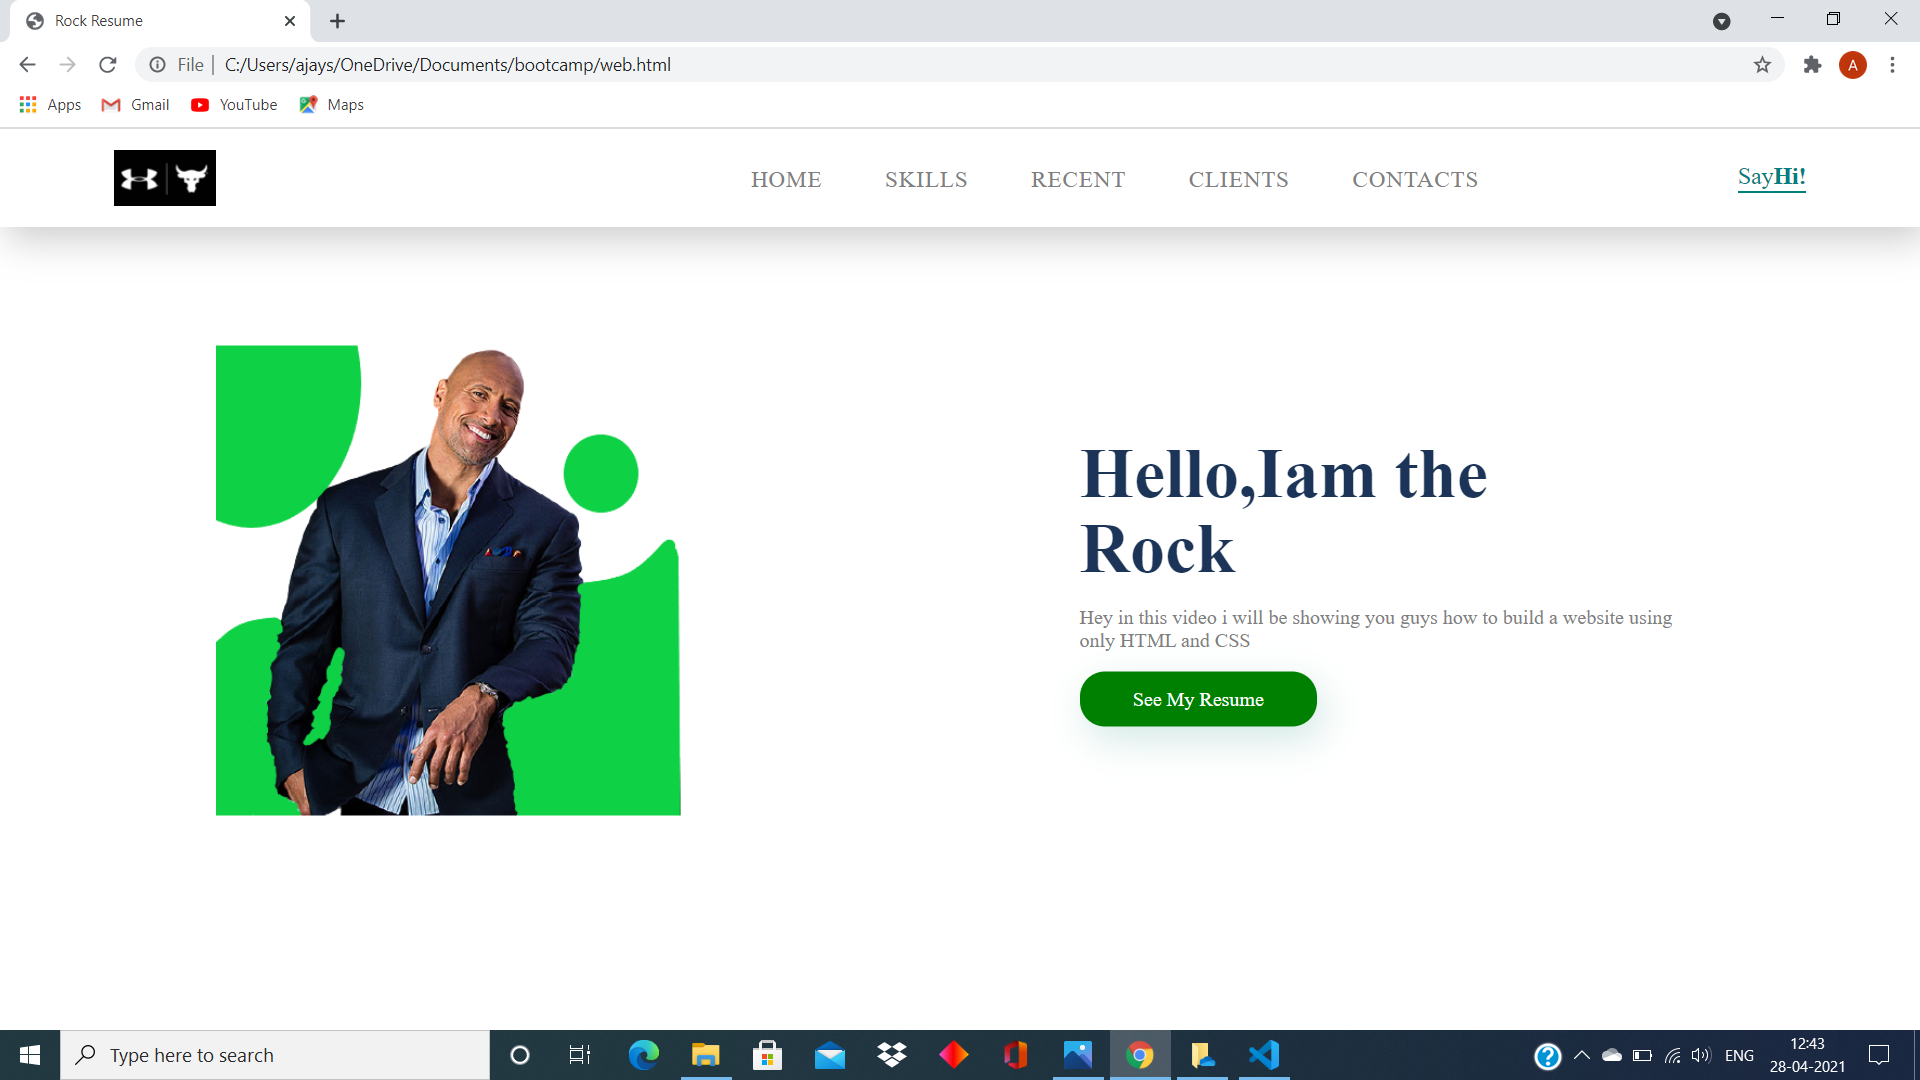 Rock Resume
File | C:/Users/ajays/OneDrive/Documents/bootcamp/web.html
A
Apps Gmail YouTube Maps
HOME SKILLS RECENT CLIENTS CONTACTS SayHi!
Hello,Iam the
Rock
Hey in this video i will be showing you guys how to build a website using
only HTML and CSS
See My Resume
Type here to search
ENG
12:43
28-04-2021